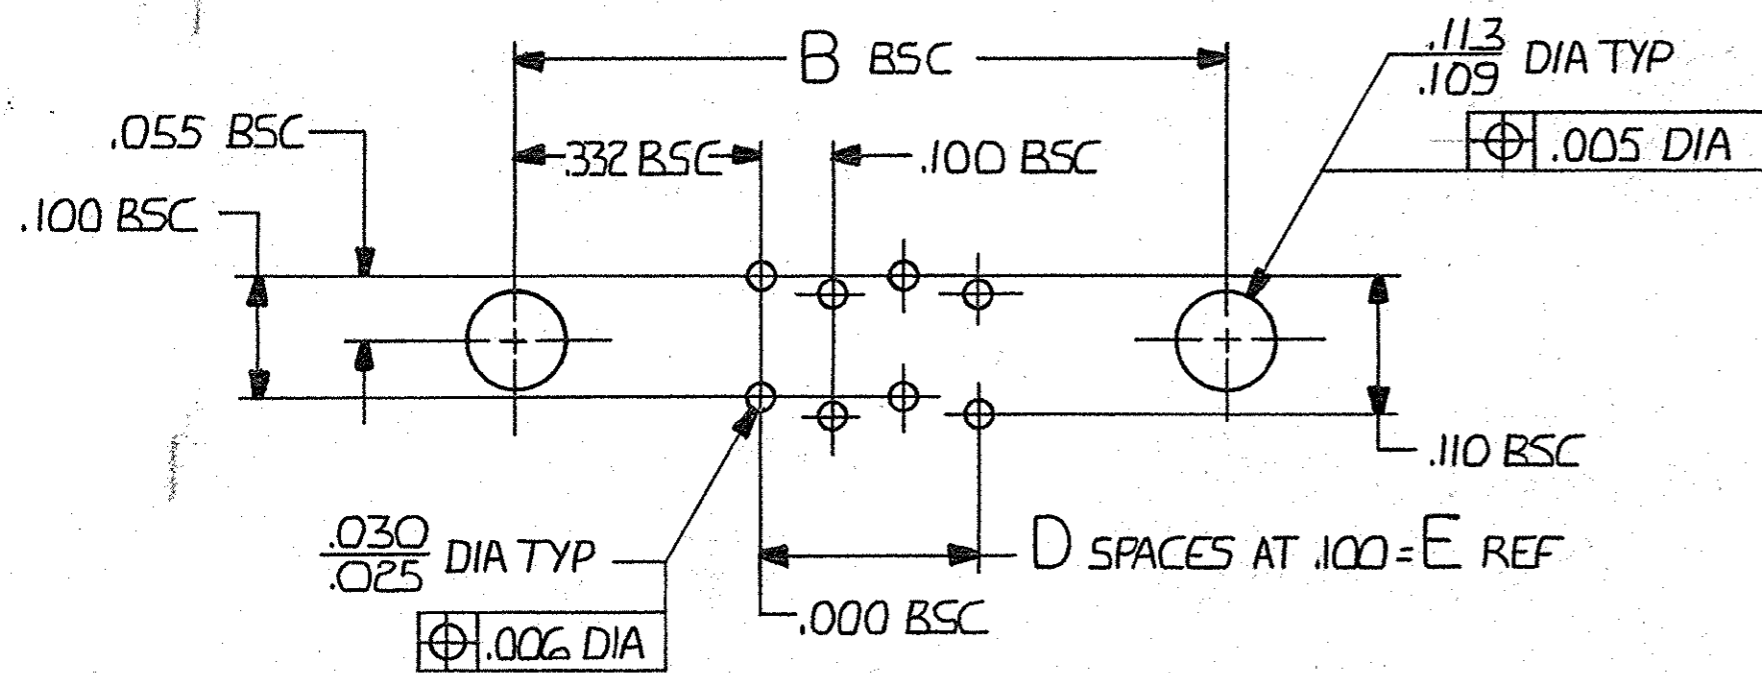 B BSC
.113
.109
DIA TYP
.005 DIA
.055 BSC
.332 BSC
.100 BSC
.100 BSC
.110 BSC
.030
.025
DIA TYP
D SPACES AT .100 = E REF
.000 BSC
.006 DIA